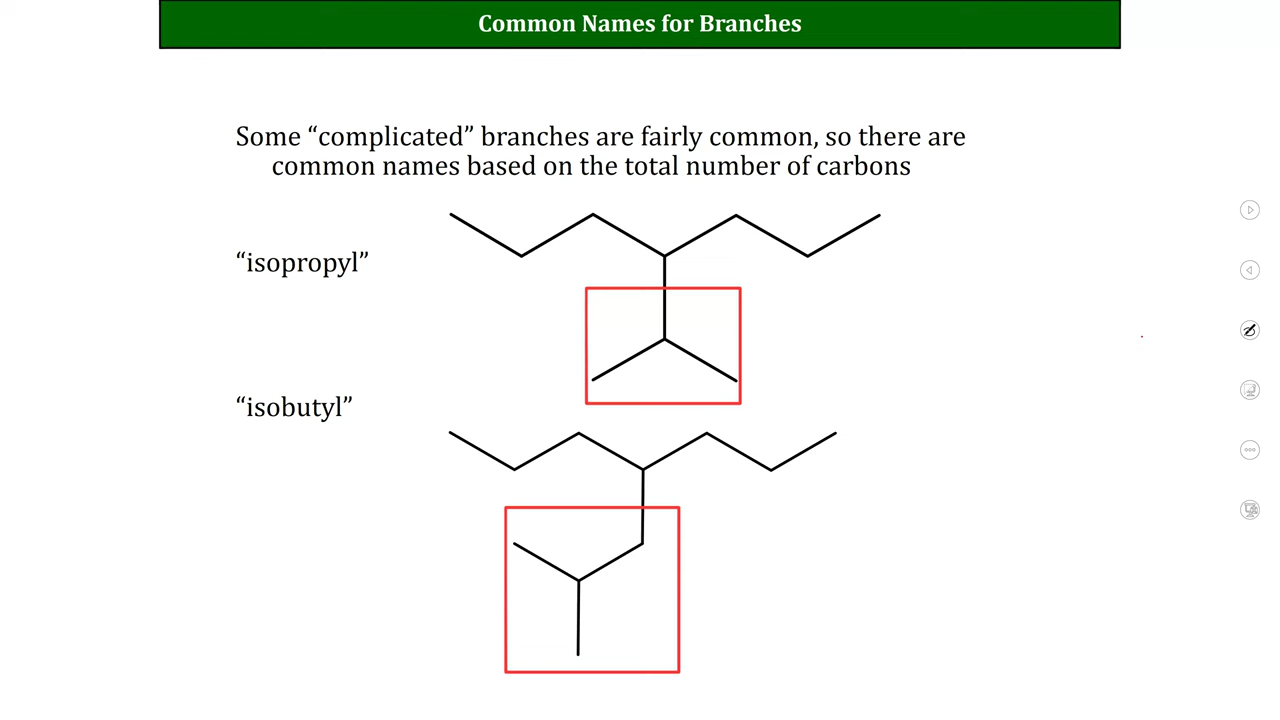 Common Names for Branches
Some “complicated” branches are fairly common, so there are
common names based on the total number of carbons
“isopropyl”
“isobutyl”